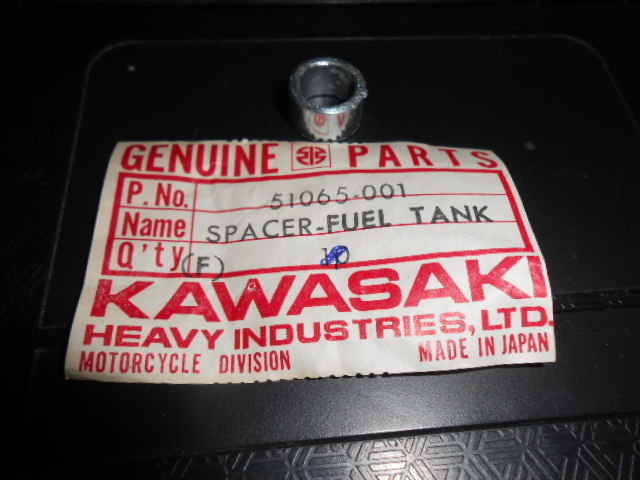 GENUINE PARTS
P. No. 51065-001
Name SPACER-FUEL TANK
Q'ty (F)
KAWASAKI
HEAVY INDUSTRIES, LTD.
MOTORCYCLE DIVISION MADE IN JAPAN